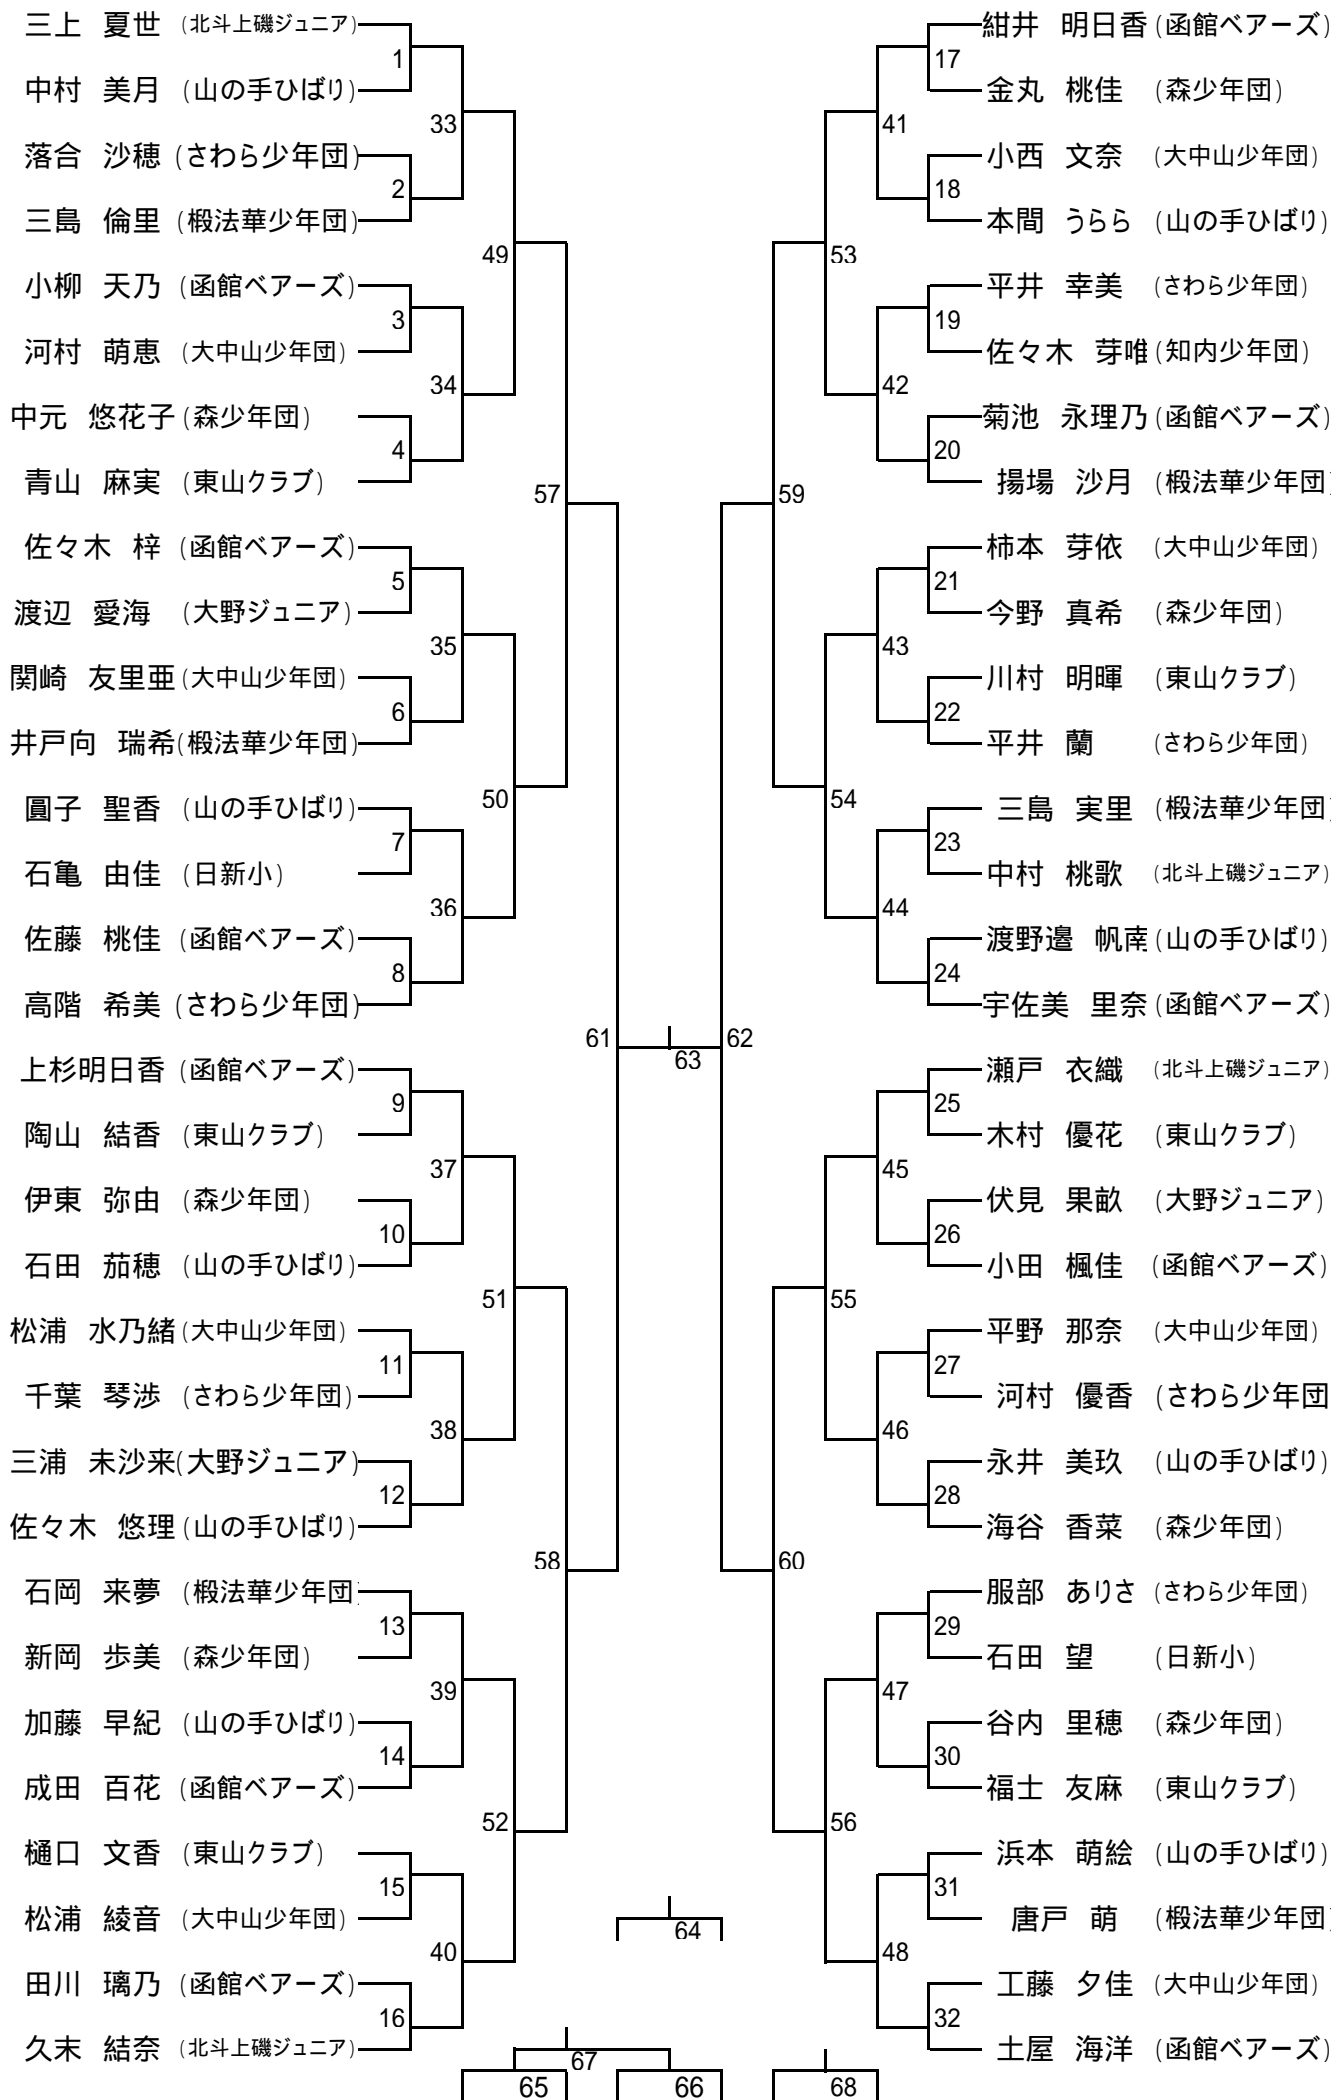 三上 夏世 (北斗上磯ジュニア)
1
中村 美月 (山の手ひばり)
33
落合 沙穂 (さわら少年団)
2
三島 倫里 (椴法華少年団)
49
小柳 天乃 (函館ベアーズ)
3
河村 萌恵 (大中山少年団)
34
中元 悠花子 (森少年団)
4
青山 麻実 (東山クラブ)
57
佐々木 梓 (函館ベアーズ)
5
渡辺 愛海 (大野ジュニア)
35
関崎 友里亜 (大中山少年団)
6
井戸向 瑞希 (椴法華少年団)
50
圓子 聖香 (山の手ひばり)
7
石亀 由佳 (日新小)
36
佐藤 桃佳 (函館ベアーズ)
8
高階 希美 (さわら少年団)
61
上杉明日香 (函館ベアーズ)
9
陶山 結香 (東山クラブ)
37
伊東 弥由 (森少年団)
10
石田 茄穂 (山の手ひばり)
51
松浦 水乃緒 (大中山少年団)
11
千葉 琴渉 (さわら少年団)
38
三浦 未沙来 (大野ジュニア)
12
佐々木 悠理 (山の手ひばり)
58
石岡 来夢 (椴法華少年団)
13
新岡 歩美 (森少年団)
39
加藤 早紀 (山の手ひばり)
14
成田 百花 (函館ベアーズ)
52
樋口 文香 (東山クラブ)
15
松浦 綾音 (大中山少年団)
40
田川 璃乃 (函館ベアーズ)
16
久末 結奈 (北斗上磯ジュニア)
63
64
67
65
66
68
紺井 明日香 (函館ベアーズ)
17
金丸 桃佳 (森少年団)
41
小西 文奈 (大中山少年団)
18
本間 うらら (山の手ひばり)
53
平井 幸美 (さわら少年団)
19
佐々木 芽唯 (知内少年団)
42
菊池 永理乃 (函館ベアーズ)
20
揚場 沙月 (椴法華少年団)
59
柿本 芽依 (大中山少年団)
21
今野 真希 (森少年団)
43
川村 明暉 (東山クラブ)
22
平井 蘭 (さわら少年団)
54
三島 実里 (椴法華少年団)
23
中村 桃歌 (北斗上磯ジュニア)
44
渡野邉 帆南 (山の手ひばり)
24
宇佐美 里奈 (函館ベアーズ)
62
瀬戸 衣織 (北斗上磯ジュニア)
25
木村 優花 (東山クラブ)
45
伏見 果畝 (大野ジュニア)
26
小田 楓佳 (函館ベアーズ)
55
平野 那奈 (大中山少年団)
27
河村 優香 (さわら少年団
46
永井 美玖 (山の手ひばり)
28
海谷 香菜 (森少年団)
60
服部 ありさ (さわら少年団)
29
石田 望 (日新小)
47
谷内 里穂 (森少年団)
30
福士 友麻 (東山クラブ)
56
浜本 萌絵 (山の手ひばり)
31
唐戸 萌 (椴法華少年団)
48
工藤 夕佳 (大中山少年団)
32
土屋 海洋 (函館ベアーズ)